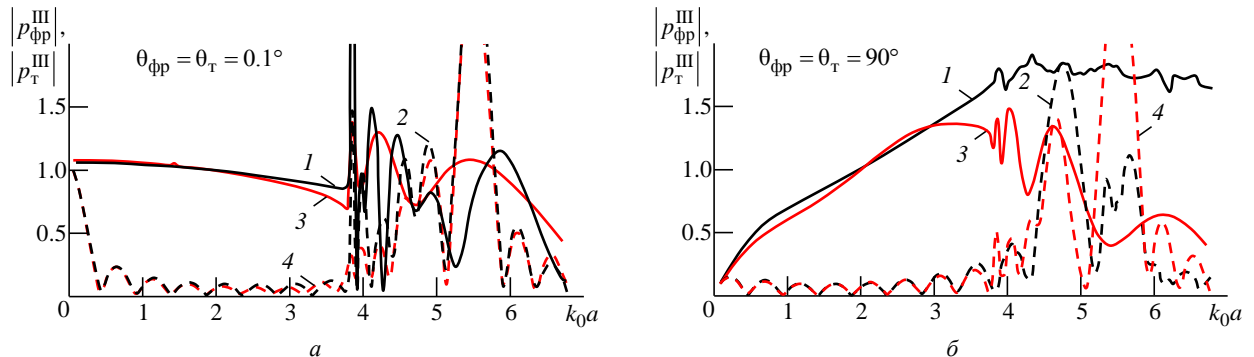 |p_фр^III|,
|p_т^III|
θ_фр = θ_т = 0.1°
1.5
1.0
0.5
1
2
3
4
0 1 2 3 4 5 6 k₀a
а
|p_фр^III|,
|p_т^III|
θ_фр = θ_т = 90°
1.5
1.0
0.5
1
2
3
4
0 1 2 3 4 5 6 k₀a
б